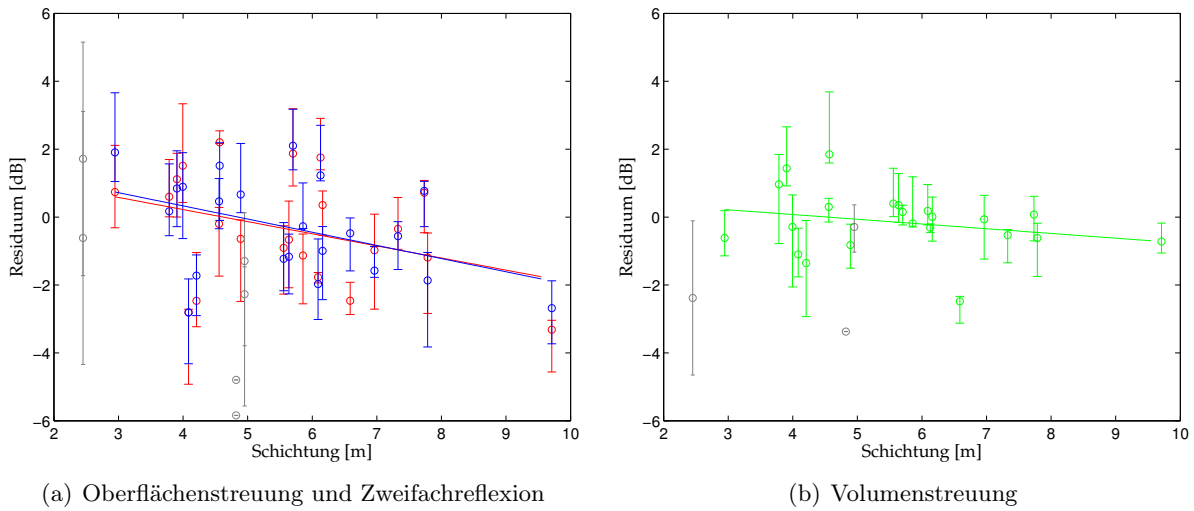 6
4
2
0
−2
−4
−6
Residuum [dB]
2 3 4 5 6 7 8 9 10
Schichtung [m]
(a) Oberflächenstreuung und Zweifachreflexion
6
4
2
0
−2
−4
−6
Residuum [dB]
2 3 4 5 6 7 8 9 10
Schichtung [m]
(b) Volumenstreuung